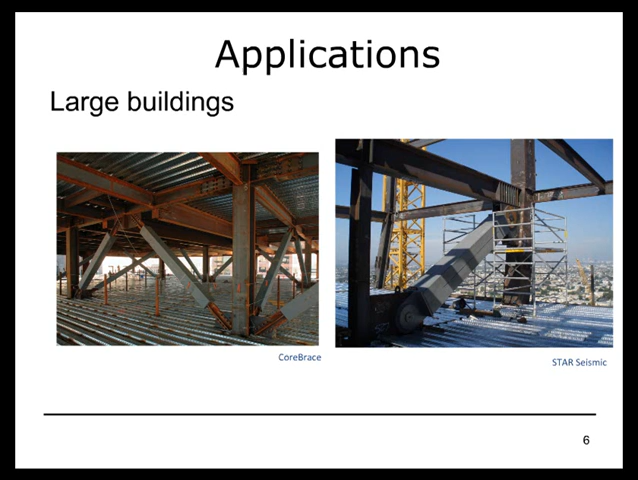 Applications
Large buildings
CoreBrace
STAR Seismic
6